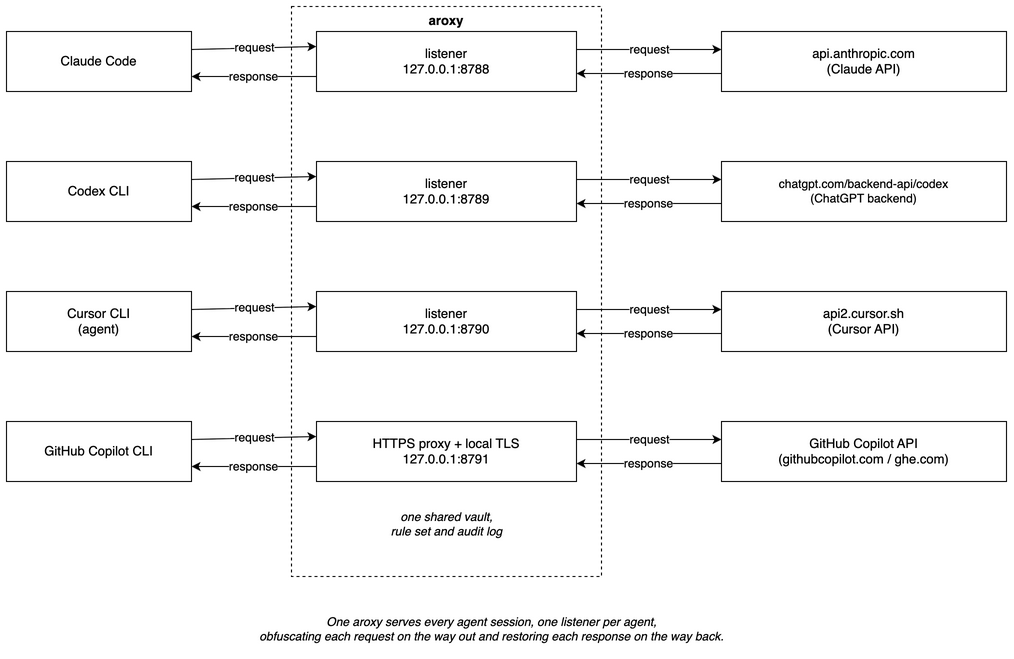 aroxy
Claude Code
request
response
listener
127.0.0.1:8788
request
response
api.anthropic.com
(Claude API)
Codex CLI
request
response
listener
127.0.0.1:8789
request
response
chatgpt.com/backend-api/codex
(ChatGPT backend)
Cursor CLI
(agent)
request
response
listener
127.0.0.1:8790
request
response
api2.cursor.sh
(Cursor API)
GitHub Copilot CLI
request
response
HTTPS proxy + local TLS
127.0.0.1:8791
request
response
GitHub Copilot API
(githubcopilot.com / ghe.com)
one shared vault,
rule set and audit log
One aroxy serves every agent session, one listener per agent,
obfuscating each request on the way out and restoring each response on the way back.